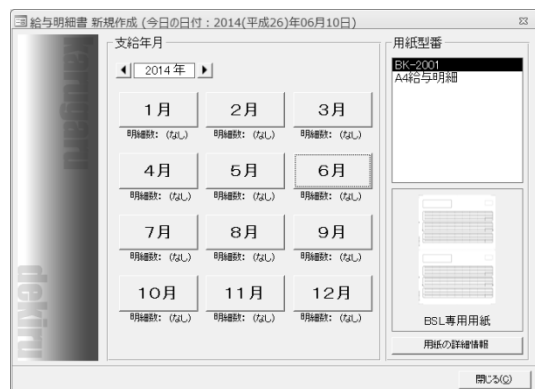 給与明細書 新規作成 (今日の日付 : 2014(平成26)年06月10日)
支給年月
2014 年
1月 2月 3月
明細数: (なし) 明細数: (なし) 明細数: (なし)
4月 5月 6月
明細数: (なし) 明細数: (なし) 明細数: (なし)
7月 8月 9月
明細数: (なし) 明細数: (なし) 明細数: (なし)
10月 11月 12月
明細数: (なし) 明細数: (なし) 明細数: (なし)
用紙型番
BK-2001
A4給与明細
BSL専用用紙
用紙の詳細情報
閉じる(Q)
karugaru
dekiru